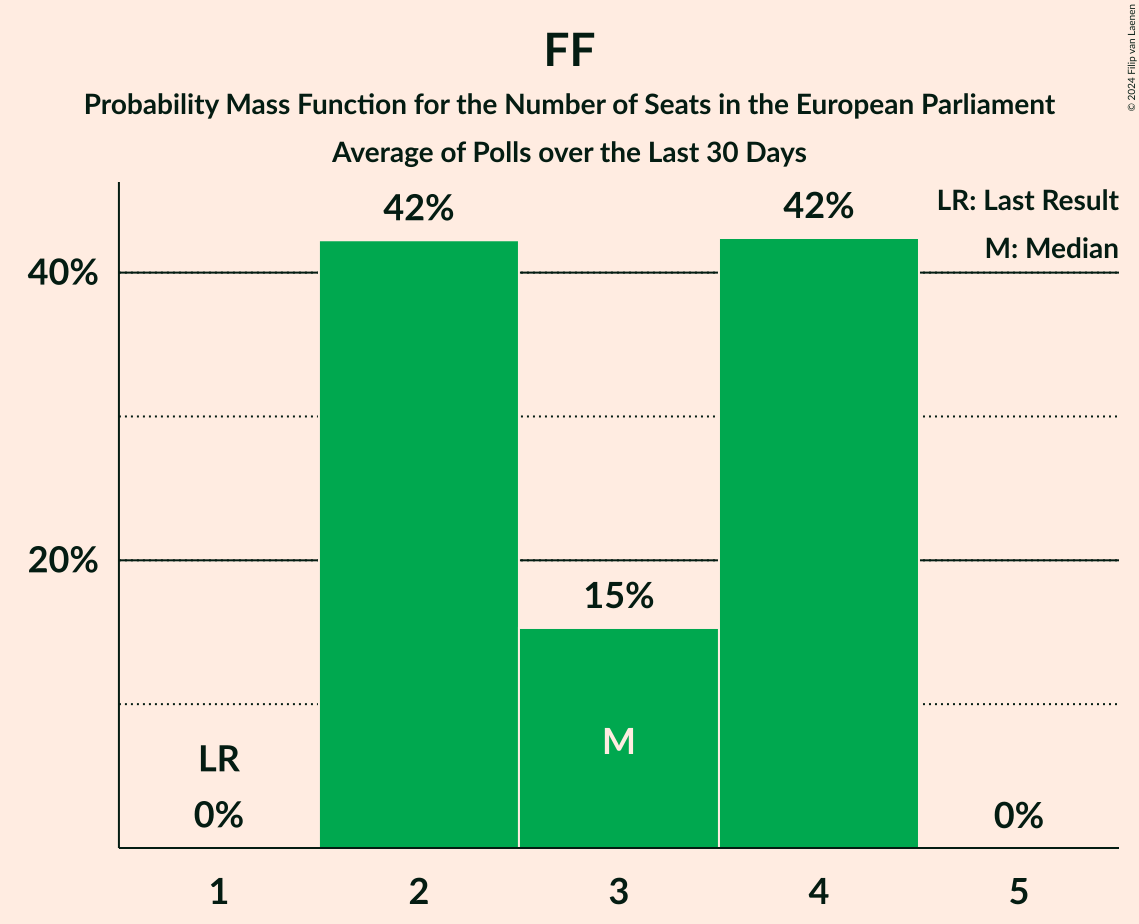 FF
Probability Mass Function for the Number of Seats in the European Parliament
Average of Polls over the Last 30 Days
© 2024 Filip van Laenen
LR: Last Result
M: Median
42%
42%
40%
20%
15%
M
LR
0%
0%
1
2
3
4
5